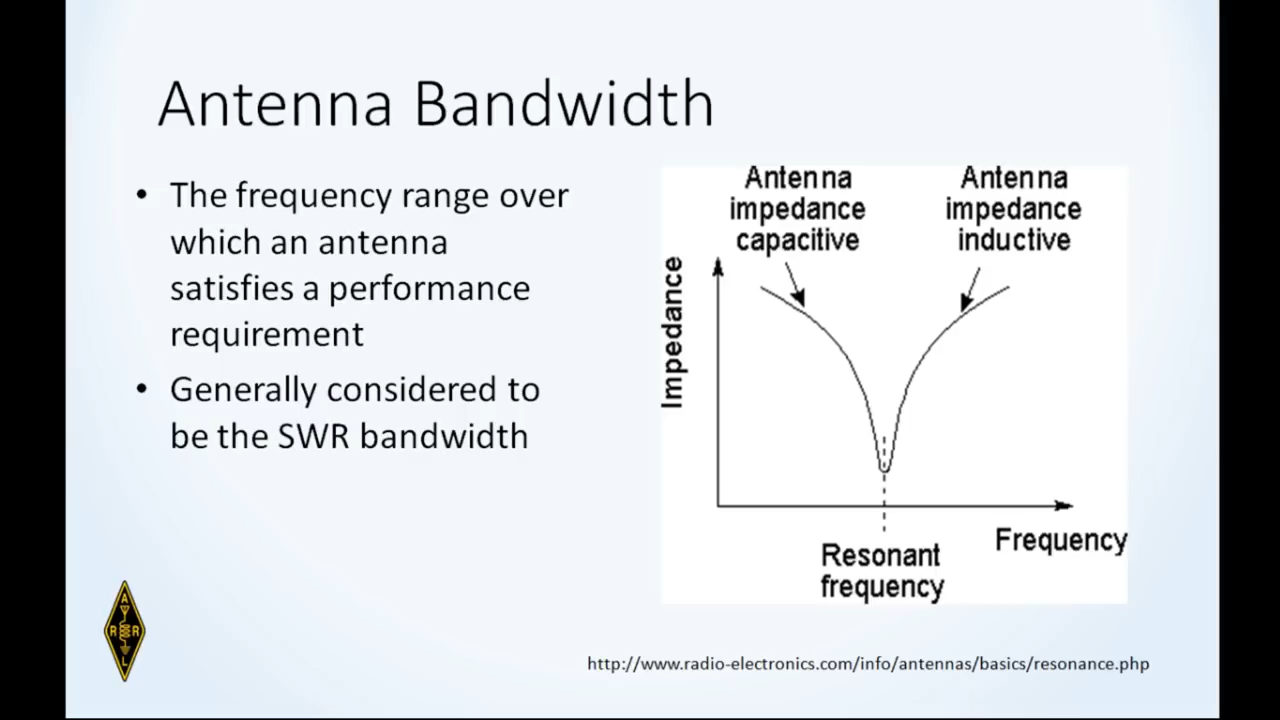 Antenna Bandwidth
• The frequency range over
which an antenna
satisfies a performance
requirement
• Generally considered to
be the SWR bandwidth
Antenna
impedance
capacitive
Antenna
impedance
inductive
Impedance
Frequency
Resonant
frequency
A
R R
L
http://www.radio-electronics.com/info/antennas/basics/resonance.php